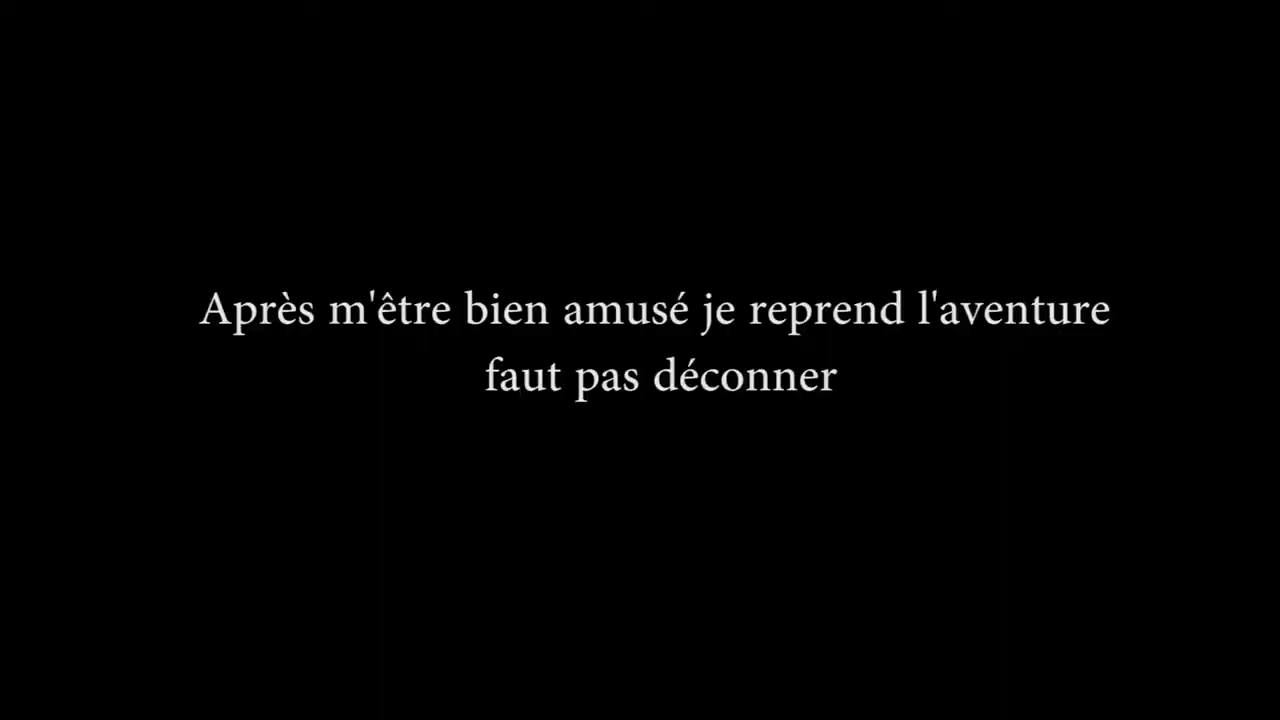 Après m'être bien amusé je reprend l'aventure
faut pas déconner